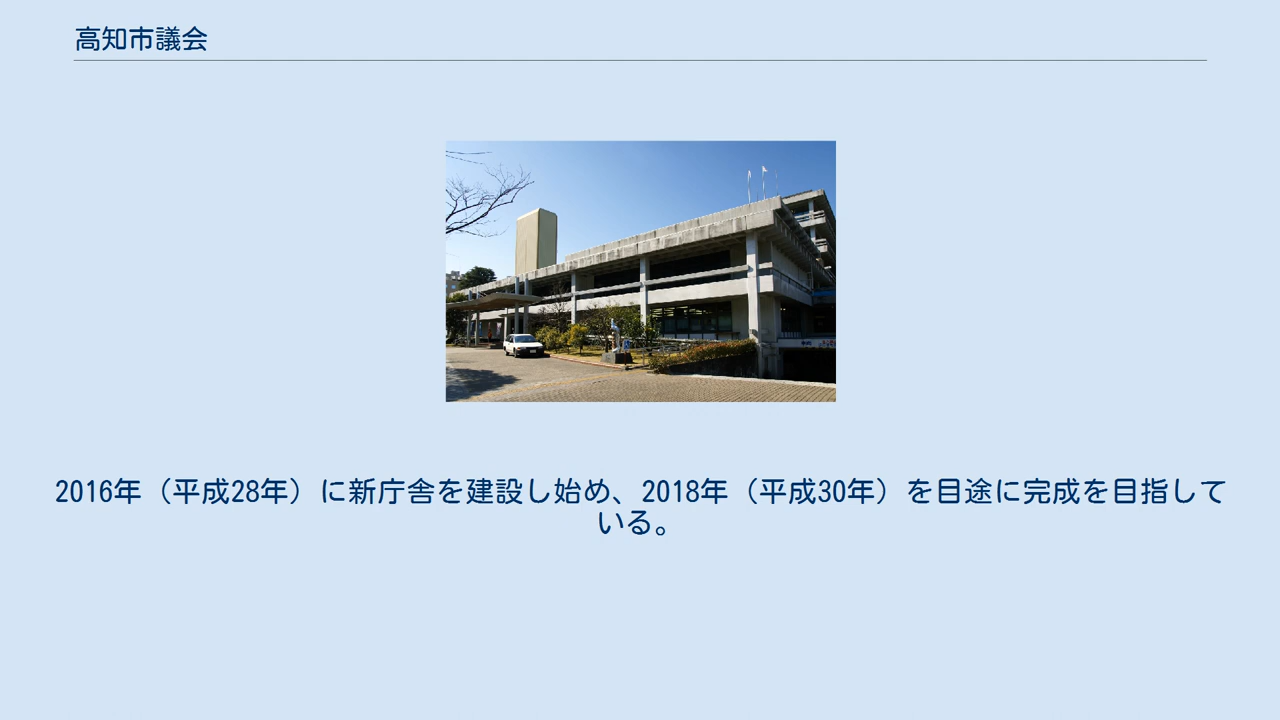 高知市議会
2016年（平成28年）に新庁舎を建設し始め、2018年（平成30年）を目途に完成を目指して
いる。